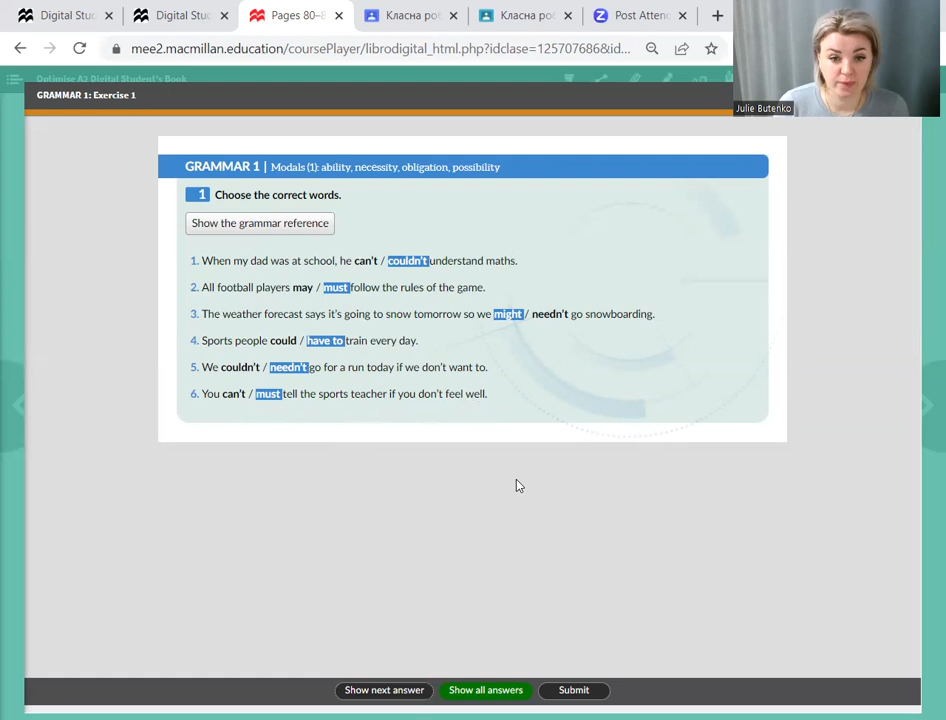 Digital Stu
Digital Stu
Pages 80–8
Класна роб
Класна роб
Post Attenc
mee2.macmillan.education/coursePlayer/librodigital_html.php?idclase=125707686&id...
Optimise A2 Digital Student's Book
GRAMMAR 1: Exercise 1
Julie Butenko
GRAMMAR 1 | Modals (1): ability, necessity, obligation, possibility
1 Choose the correct words.
Show the grammar reference
1. When my dad was at school, he can't / couldn't understand maths.
2. All football players may / must follow the rules of the game.
3. The weather forecast says it's going to snow tomorrow so we might / needn't go snowboarding.
4. Sports people could / have to train every day.
5. We couldn't / needn't go for a run today if we don't want to.
6. You can't / must tell the sports teacher if you don't feel well.
Show next answer
Show all answers
Submit